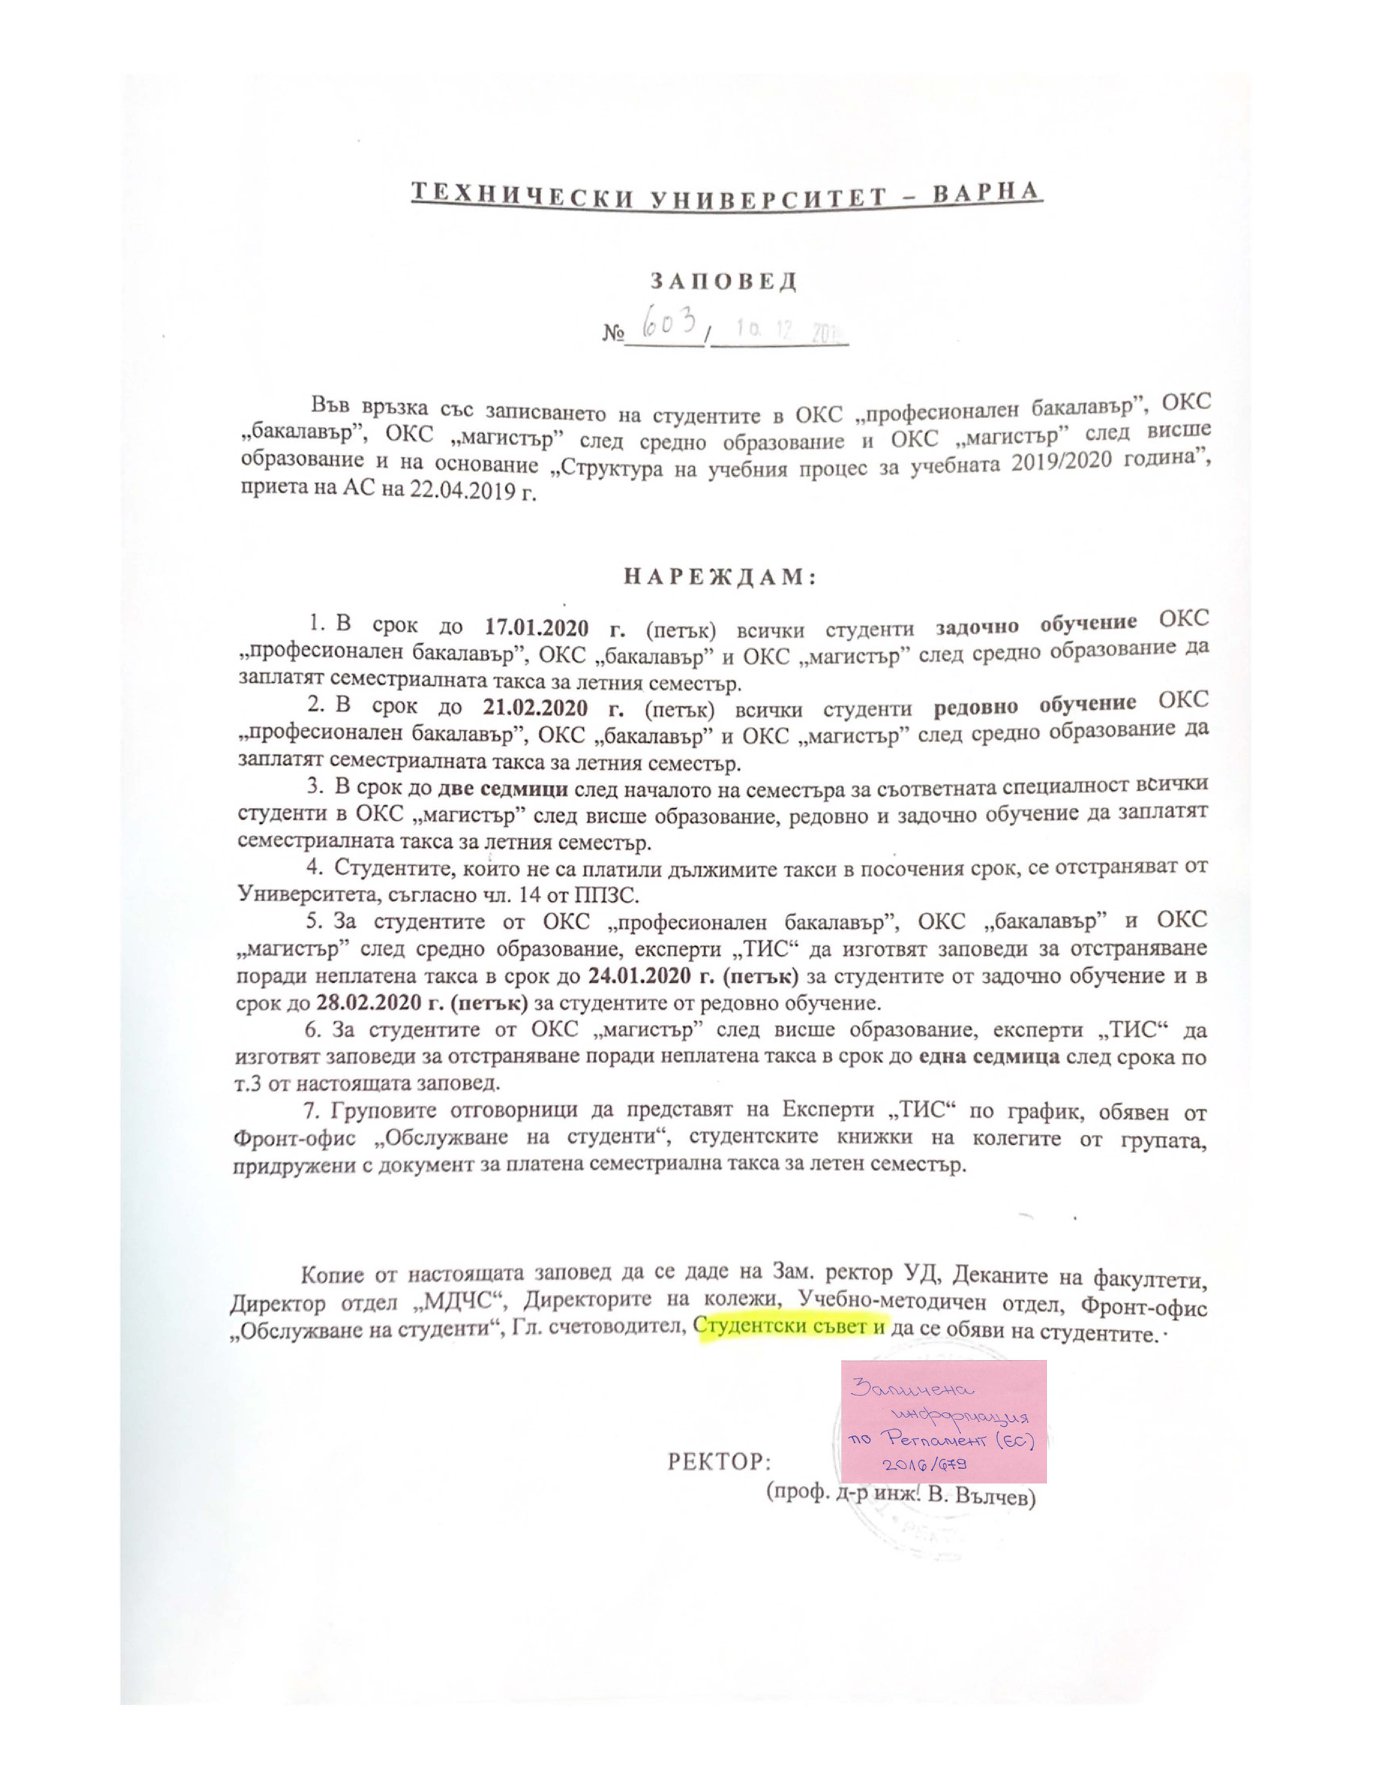 ТЕХНИЧЕСКИ УНИВЕРСИТЕТ – ВАРНА
ЗАПОВЕД
№ 603 / 10. 12 201
Във връзка със записването на студентите в ОКС „професионален бакалавър”, ОКС
„бакалавър”, ОКС „магистър” след средно образование и ОКС „магистър” след висше
образование и на основание „Структура на учебния процес за учебната 2019/2020 година”,
приета на АС на 22.04.2019 г.
НАРЕЖДАМ:
1. В срок до 17.01.2020 г. (петък) всички студенти задочно обучение ОКС
„професионален бакалавър”, ОКС „бакалавър” и ОКС „магистър” след средно образование да
заплатят семестриалната такса за летния семестър.
2. В срок до 21.02.2020 г. (петък) всички студенти редовно обучение ОКС
„професионален бакалавър”, ОКС „бакалавър” и ОКС „магистър” след средно образование да
заплатят семестриалната такса за летния семестър.
3. В срок до две седмици след началото на семестъра за съответната специалност всички
студенти в ОКС „магистър” след висше образование, редовно и задочно обучение да заплатят
семестриалната такса за летния семестър.
4. Студентите, които не са платили дължимите такси в посочения срок, се отстраняват от
Университета, съгласно чл. 14 от ППЗС.
5. За студентите от ОКС „професионален бакалавър”, ОКС „бакалавър” и ОКС
„магистър” след средно образование, експерти „ТИС“ да изготвят заповеди за отстраняване
поради неплатена такса в срок до 24.01.2020 г. (петък) за студентите от задочно обучение и в
срок до 28.02.2020 г. (петък) за студентите от редовно обучение.
6. За студентите от ОКС „магистър” след висше образование, експерти „ТИС“ да
изготвят заповеди за отстраняване поради неплатена такса в срок до една седмица след срока по
т.3 от настоящата заповед.
7. Груповите отговорници да представят на Експерти „ТИС“ по график, обявен от
Фронт-офис „Обслужване на студенти“, студентските книжки на колегите от групата,
придружени с документ за платена семестриална такса за летен семестър.
Копие от настоящата заповед да се даде на Зам. ректор УД, Деканите на факултети,
Директор отдел „МДЧС“, Директорите на колежи, Учебно-методичен отдел, Фронт-офис
„Обслужване на студенти“, Гл. счетоводител, Студентски съвет и да се обяви на студентите.
Заличена
информация
по Регламент (ЕС)
2016/679
РЕКТОР:
(проф. д-р инж. В. Вълчев)